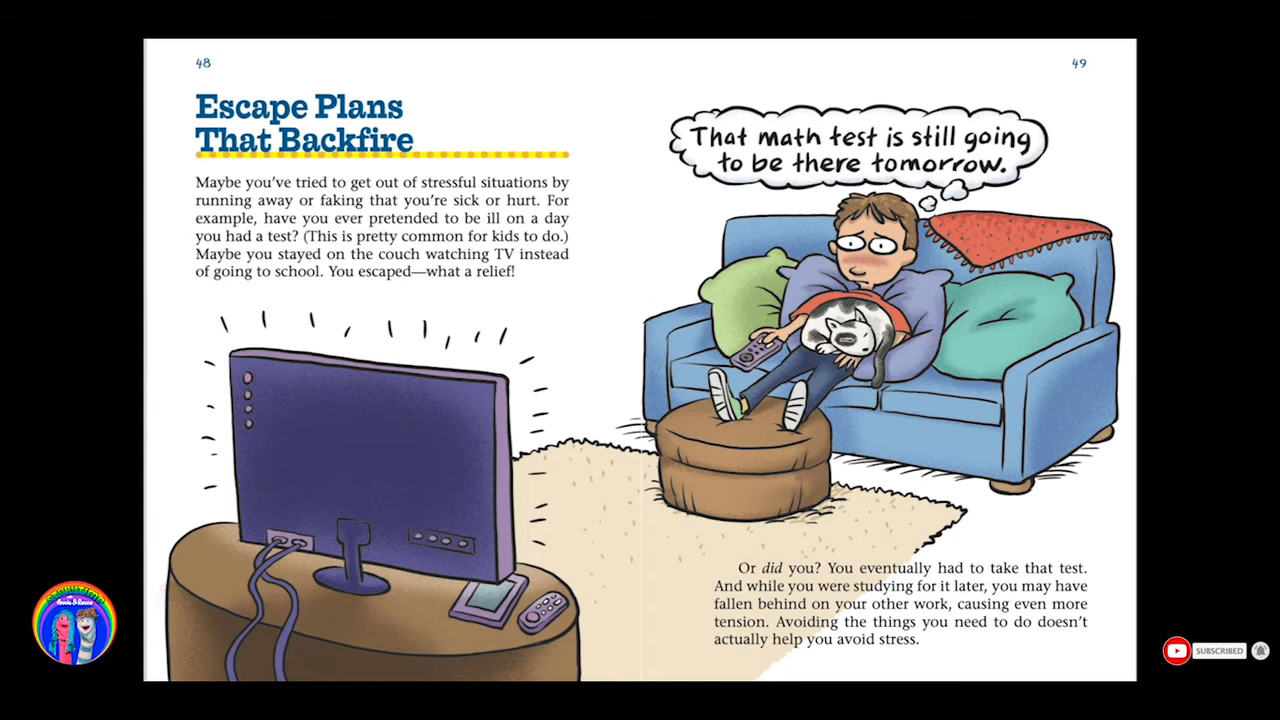 48
Escape Plans
That Backfire
Maybe you've tried to get out of stressful situations by
running away or faking that you're sick or hurt. For
example, have you ever pretended to be ill on a day
you had a test? (This is pretty common for kids to do.)
Maybe you stayed on the couch watching TV instead
of going to school. You escaped—what a relief!
49
That math test is still going
to be there tomorrow.
Or did you? You eventually had to take that test.
And while you were studying for it later, you may have
fallen behind on your other work, causing even more
tension. Avoiding the things you need to do doesn't
actually help you avoid stress.
STORYTIME
SUBSCRIBED